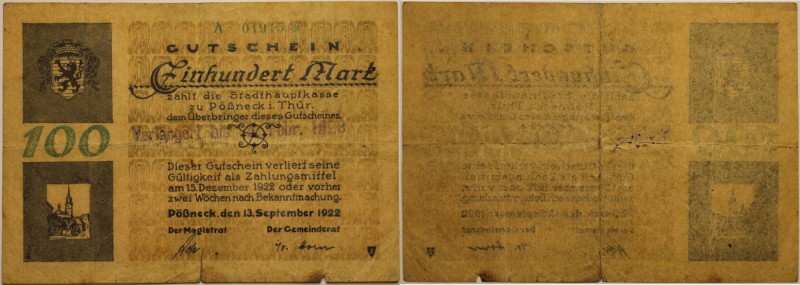 A 019
GUTSCHEIN
Einhundert Mark
zahlt die Stadthauptkasse
zu Pößneck i. Thür.
dem Überbringer dieses Gutscheines.
100
Verlängert bis
Dieser Gutschein verliert seine
Gültigkeit als Zahlungsmittel
am 15. Dezember 1922 oder vorher
zwei Wochen nach Bekanntmachung.
Pößneck, den 13. September 1922
Der Magistrat Der Gemeinderat